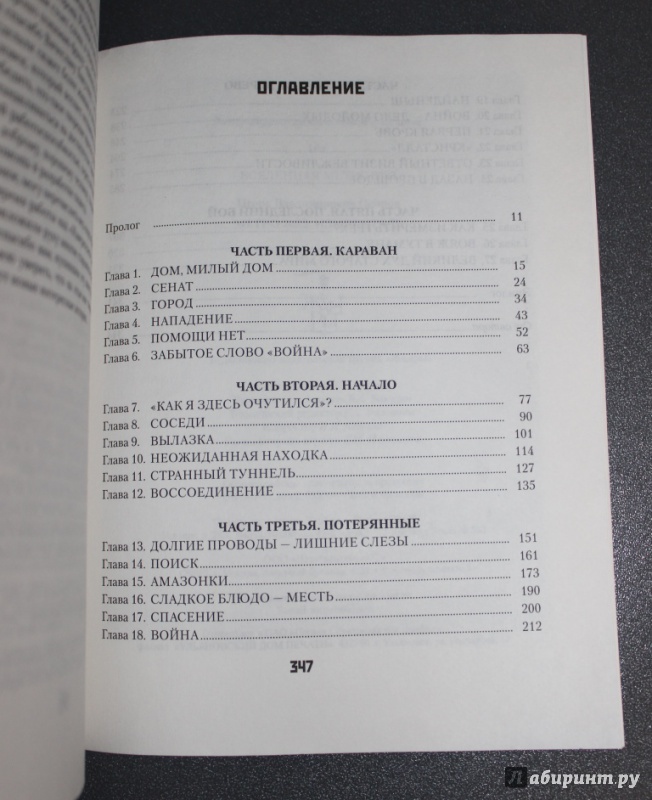 ОГЛАВЛЕНИЕ
Пролог 11
ЧАСТЬ ПЕРВАЯ. КАРАВАН
Глава 1. ДОМ, МИЛЫЙ ДОМ 15
Глава 2. СЕНАТ 24
Глава 3. ГОРОД 34
Глава 4. НАПАДЕНИЕ 43
Глава 5. ПОМОЩИ НЕТ 52
Глава 6. ЗАБЫТОЕ СЛОВО «ВОЙНА» 63
ЧАСТЬ ВТОРАЯ. НАЧАЛО
Глава 7. «КАК Я ЗДЕСЬ ОЧУТИЛСЯ»? 77
Глава 8. СОСЕДИ 90
Глава 9. ВЫЛАЗКА 101
Глава 10. НЕОЖИДАННАЯ НАХОДКА 114
Глава 11. СТРАННЫЙ ТУННЕЛЬ 127
Глава 12. ВОССОЕДИНЕНИЕ 135
ЧАСТЬ ТРЕТЬЯ. ПОТЕРЯННЫЕ
Глава 13. ДОЛГИЕ ПРОВОДЫ — ЛИШНИЕ СЛЕЗЫ 151
Глава 14. ПОИСК 161
Глава 15. АМАЗОНКИ 173
Глава 16. СЛАДКОЕ БЛЮДО — МЕСТЬ 190
Глава 17. СПАСЕНИЕ 200
Глава 18. ВОЙНА 212
347
Лабиринт.ру